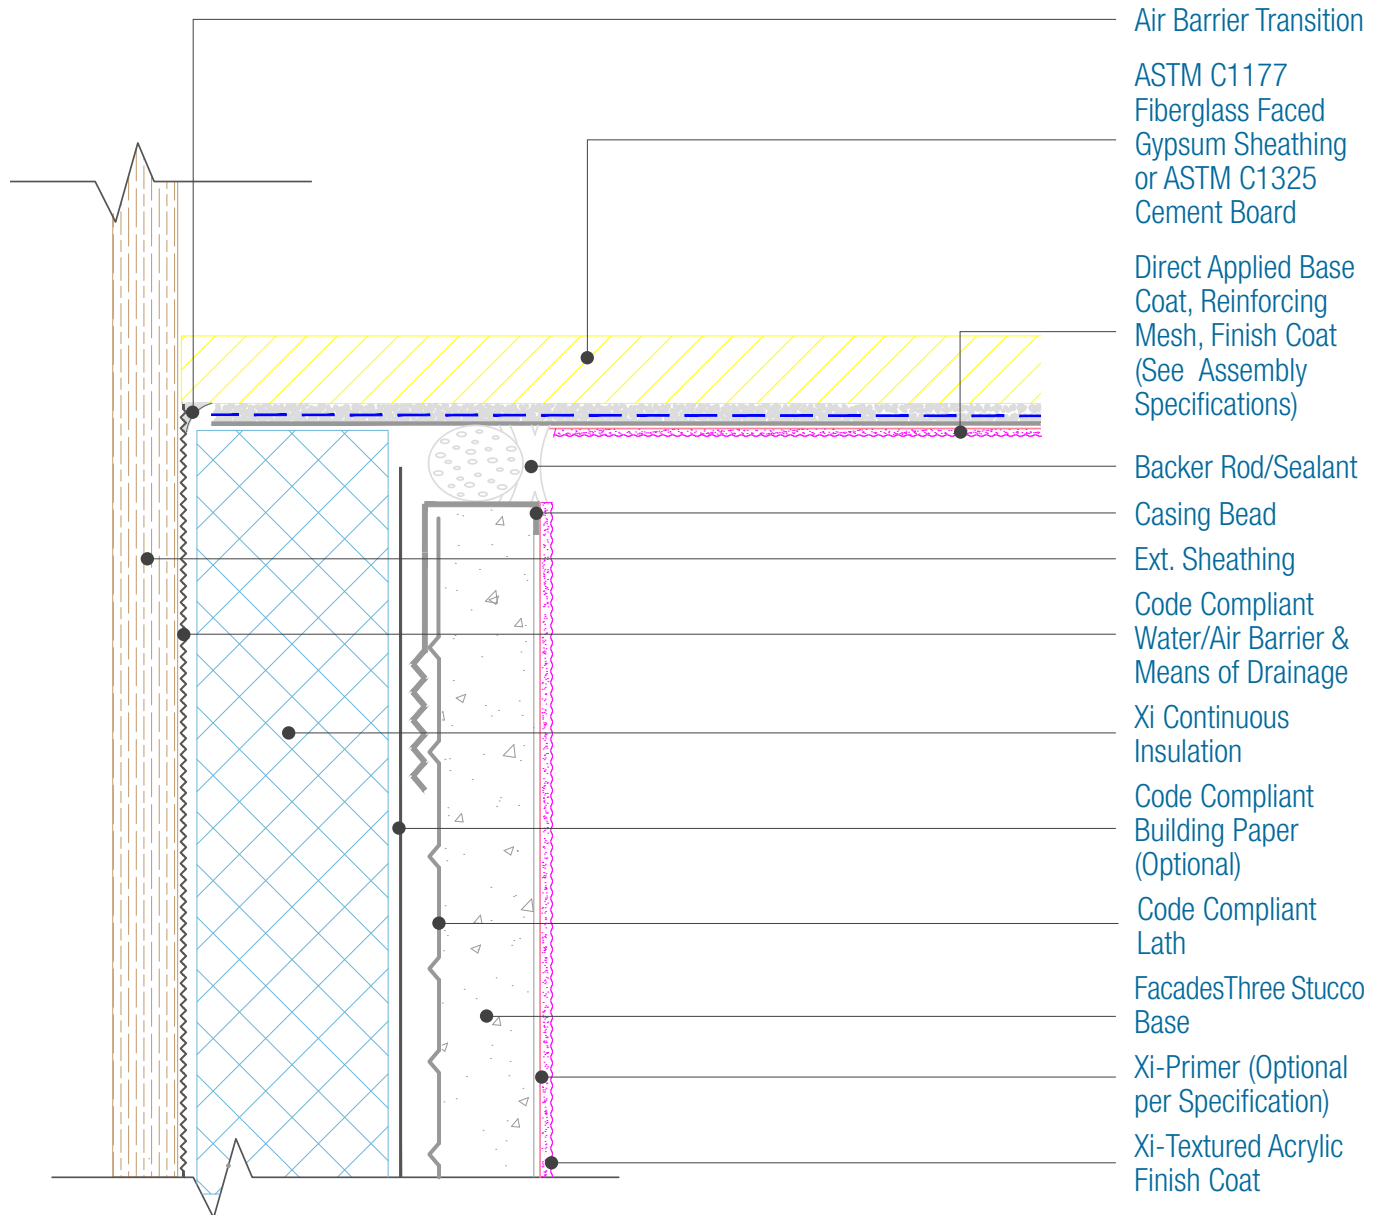 Air Barrier Transition
ASTM C1177
Fiberglass Faced
Gypsum Sheathing
or ASTM C1325
Cement Board
Direct Applied Base
Coat, Reinforcing
Mesh, Finish Coat
(See Assembly
Specifications)
Backer Rod/Sealant
Casing Bead
Ext. Sheathing
Code Compliant
Water/Air Barrier &
Means of Drainage
Xi Continuous
Insulation
Code Compliant
Building Paper
(Optional)
Code Compliant
Lath
FacadesThree Stucco
Base
Xi-Primer (Optional
per Specification)
Xi-Textured Acrylic
Finish Coat